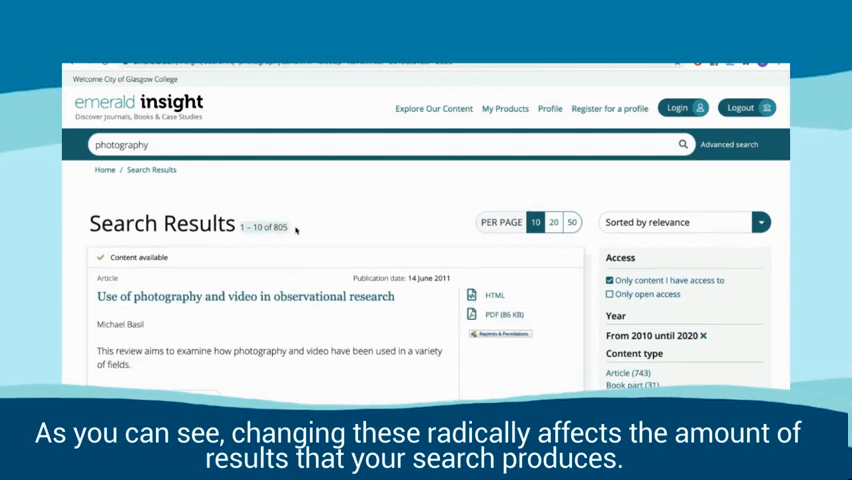 Welcome City of Glasgow College
emerald insight
Discover Journals, Books & Case Studies
Explore Our Content My Products Profile Register for a profile Login Logout
photography Advanced search
Home / Search Results
Search Results 1 – 10 of 805 PER PAGE 10 20 50 Sorted by relevance
Content available
Article Publication date: 14 June 2011
Use of photography and video in observational research
Michael Basil
This review aims to examine how photography and video have been used in a variety
of fields.
HTML
PDF (86 KB)
Reprints & Permissions
Access
Only content I have access to
Only open access
Year
From 2010 until 2020
Content type
Article (743)
Book part (31)
As you can see, changing these radically affects the amount of
results that your search produces.